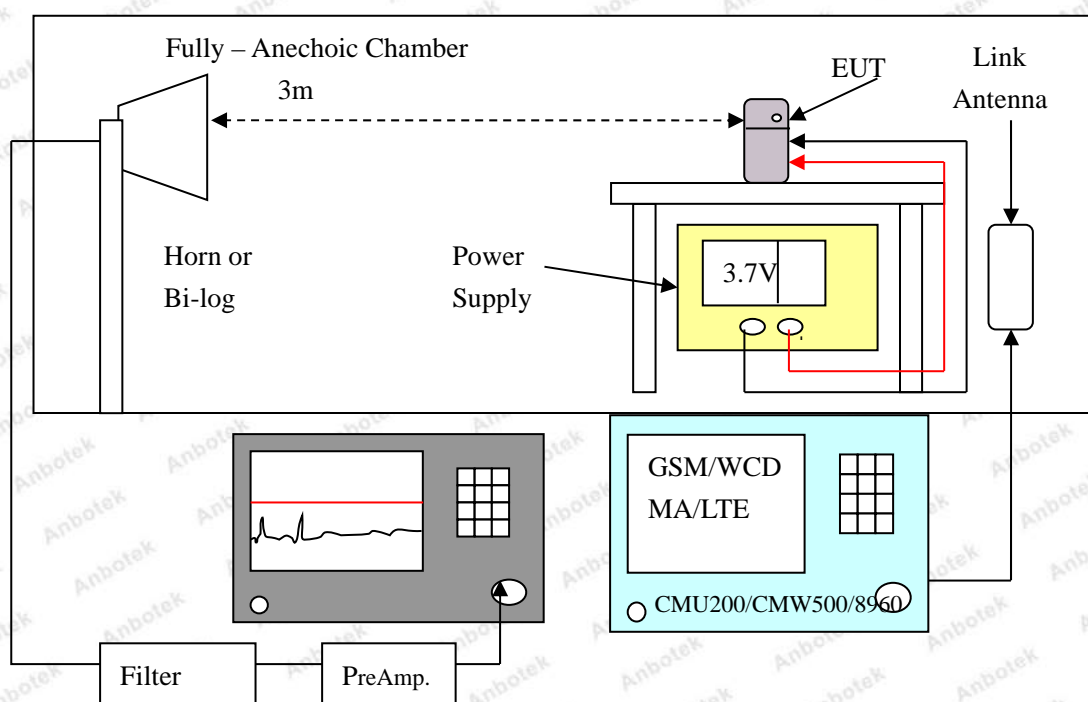 Fully – Anechoic Chamber
3m
EUT
Link
Antenna
Horn or
Bi-log
Power
Supply
3.7V
GSM/WCD
MA/LTE
CMU200/CMW500/8960
Filter
PreAmp.
Anbotek